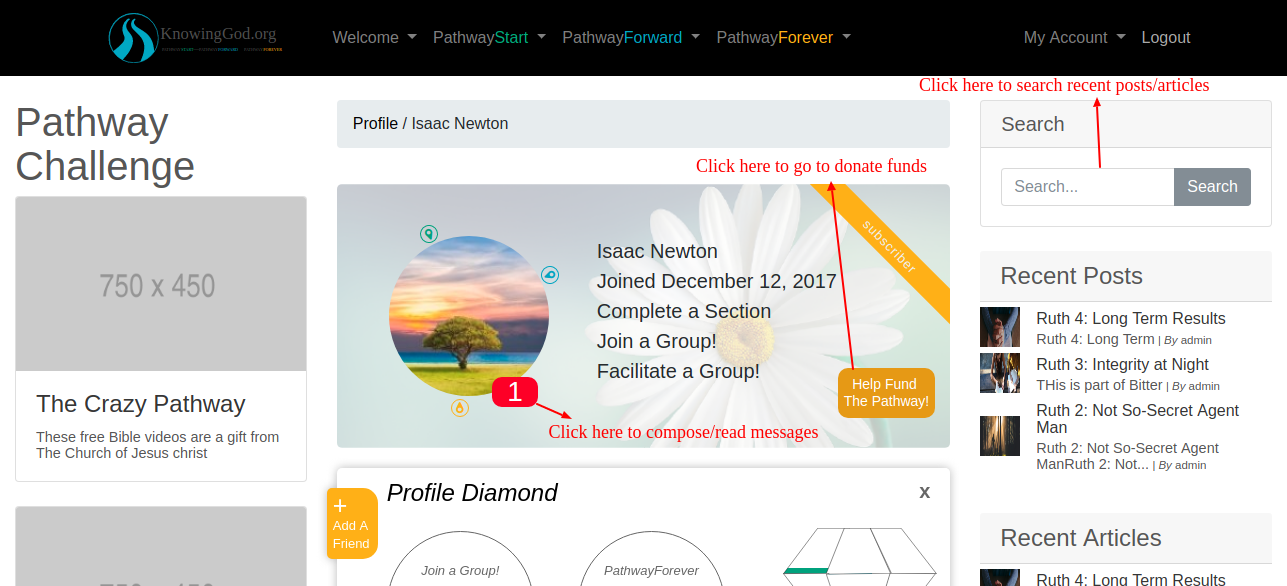 KnowingGod.org
Welcome
PathwayStart
PathwayForward
PathwayForever
My Account
Logout
Click here to search recent posts/articles
Pathway
Challenge
750 x 450
The Crazy Pathway
These free Bible videos are a gift from
The Church of Jesus christ
Profile / Isaac Newton
Click here to go to donate funds
subscriber
Isaac Newton
Joined December 12, 2017
Complete a Section
Join a Group!
Facilitate a Group!
1
Help Fund
The Pathway!
Click here to compose/read messages
+
Add A
Friend
Profile Diamond
x
Join a Group!
PathwayForever
Search
Search...
Search
Recent Posts
Ruth 4: Long Term Results
Ruth 4: Long Term | By admin
Ruth 3: Integrity at Night
THis is part of Bitter | By admin
Ruth 2: Not So-Secret Agent
Man
Ruth 2: Not So-Secret Agent
ManRuth 2: Not... | By admin
Recent Articles
Ruth 4: Long Term Results